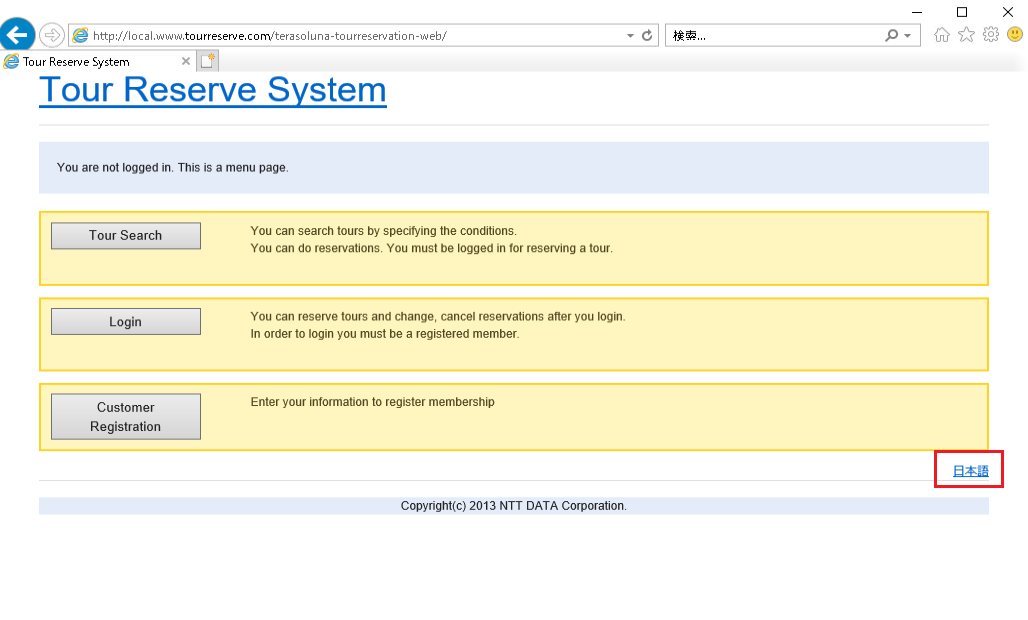 http://local.www.tourreserve.com/terasoluna-tourreservation-web/
検索...
Tour Reserve System
Tour Reserve System
You are not logged in. This is a menu page.
Tour Search
You can search tours by specifying the conditions.
You can do reservations. You must be logged in for reserving a tour.
Login
You can reserve tours and change, cancel reservations after you login.
In order to login you must be a registered member.
Customer
Registration
Enter your information to register membership
日本語
Copyright(c) 2013 NTT DATA Corporation.